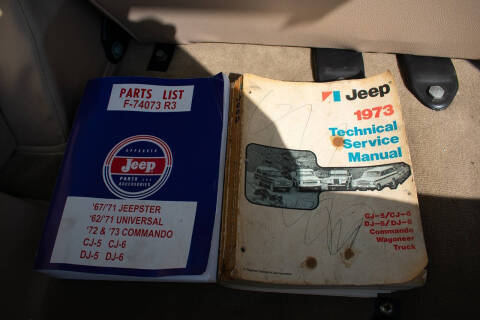 PARTS LIST
F-74073 R3
APPROVED
Jeep
PARTS AND
ACCESSORIES
'67/'71 JEEPSTER
'62/'71 UNIVERSAL
'72 & '73 COMMANDO
CJ-5 CJ-6
DJ-5 DJ-6
Jeep
1973
Technical
Service
Manual
CJ-5/CJ-6
DJ-5/DJ-6
Commando
Wagoneer
Truck